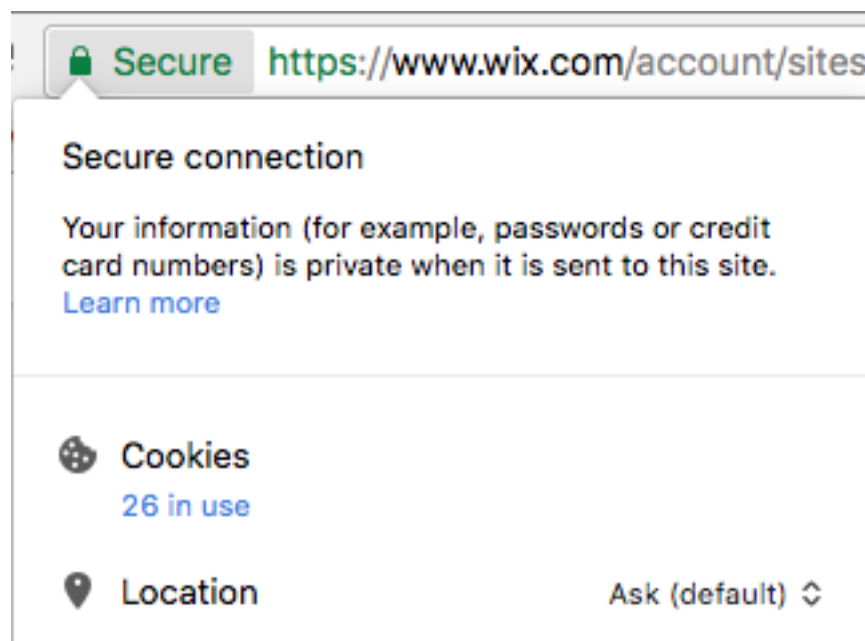 Secure https://www.wix.com/account/sites
Secure connection
Your information (for example, passwords or credit
card numbers) is private when it is sent to this site.
Learn more
Cookies
26 in use
Location Ask (default)